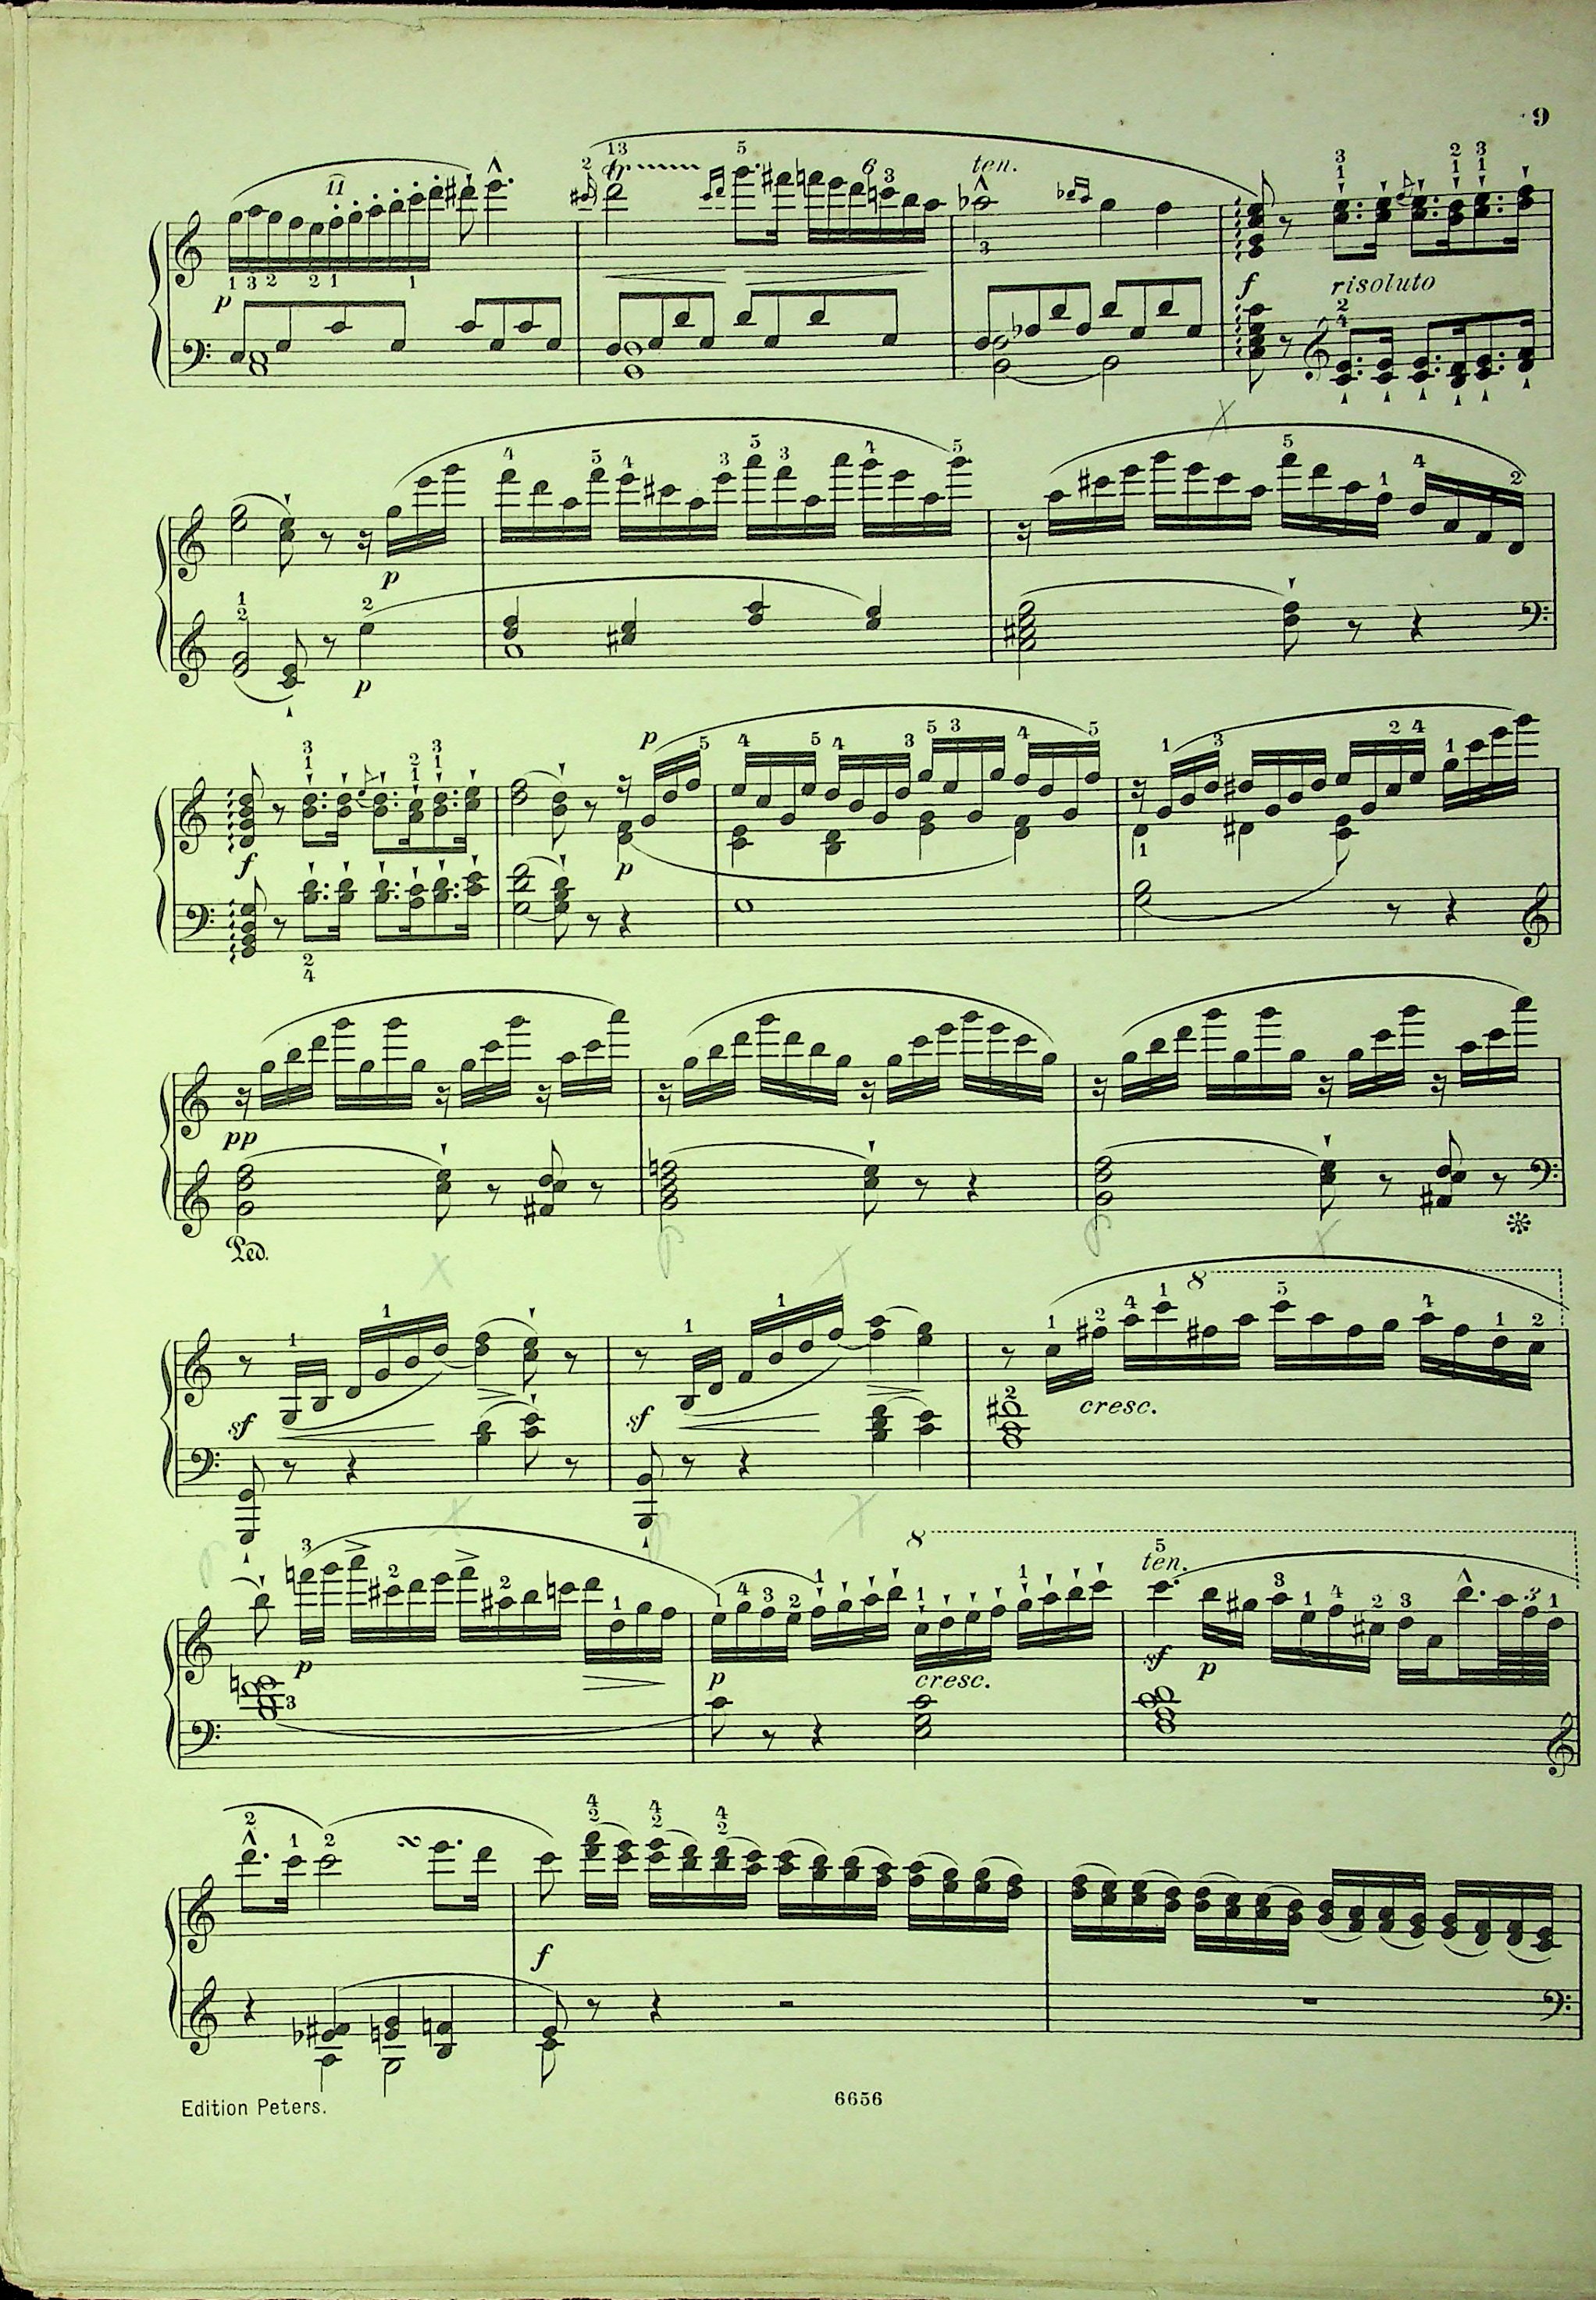 9
ten.
p
f
risoluto
p
p
p
f
p
pp
Ped.
sf
sf
cresc.
ten.
p
p
cresc.
sf
p
f
Edition Peters.
6656